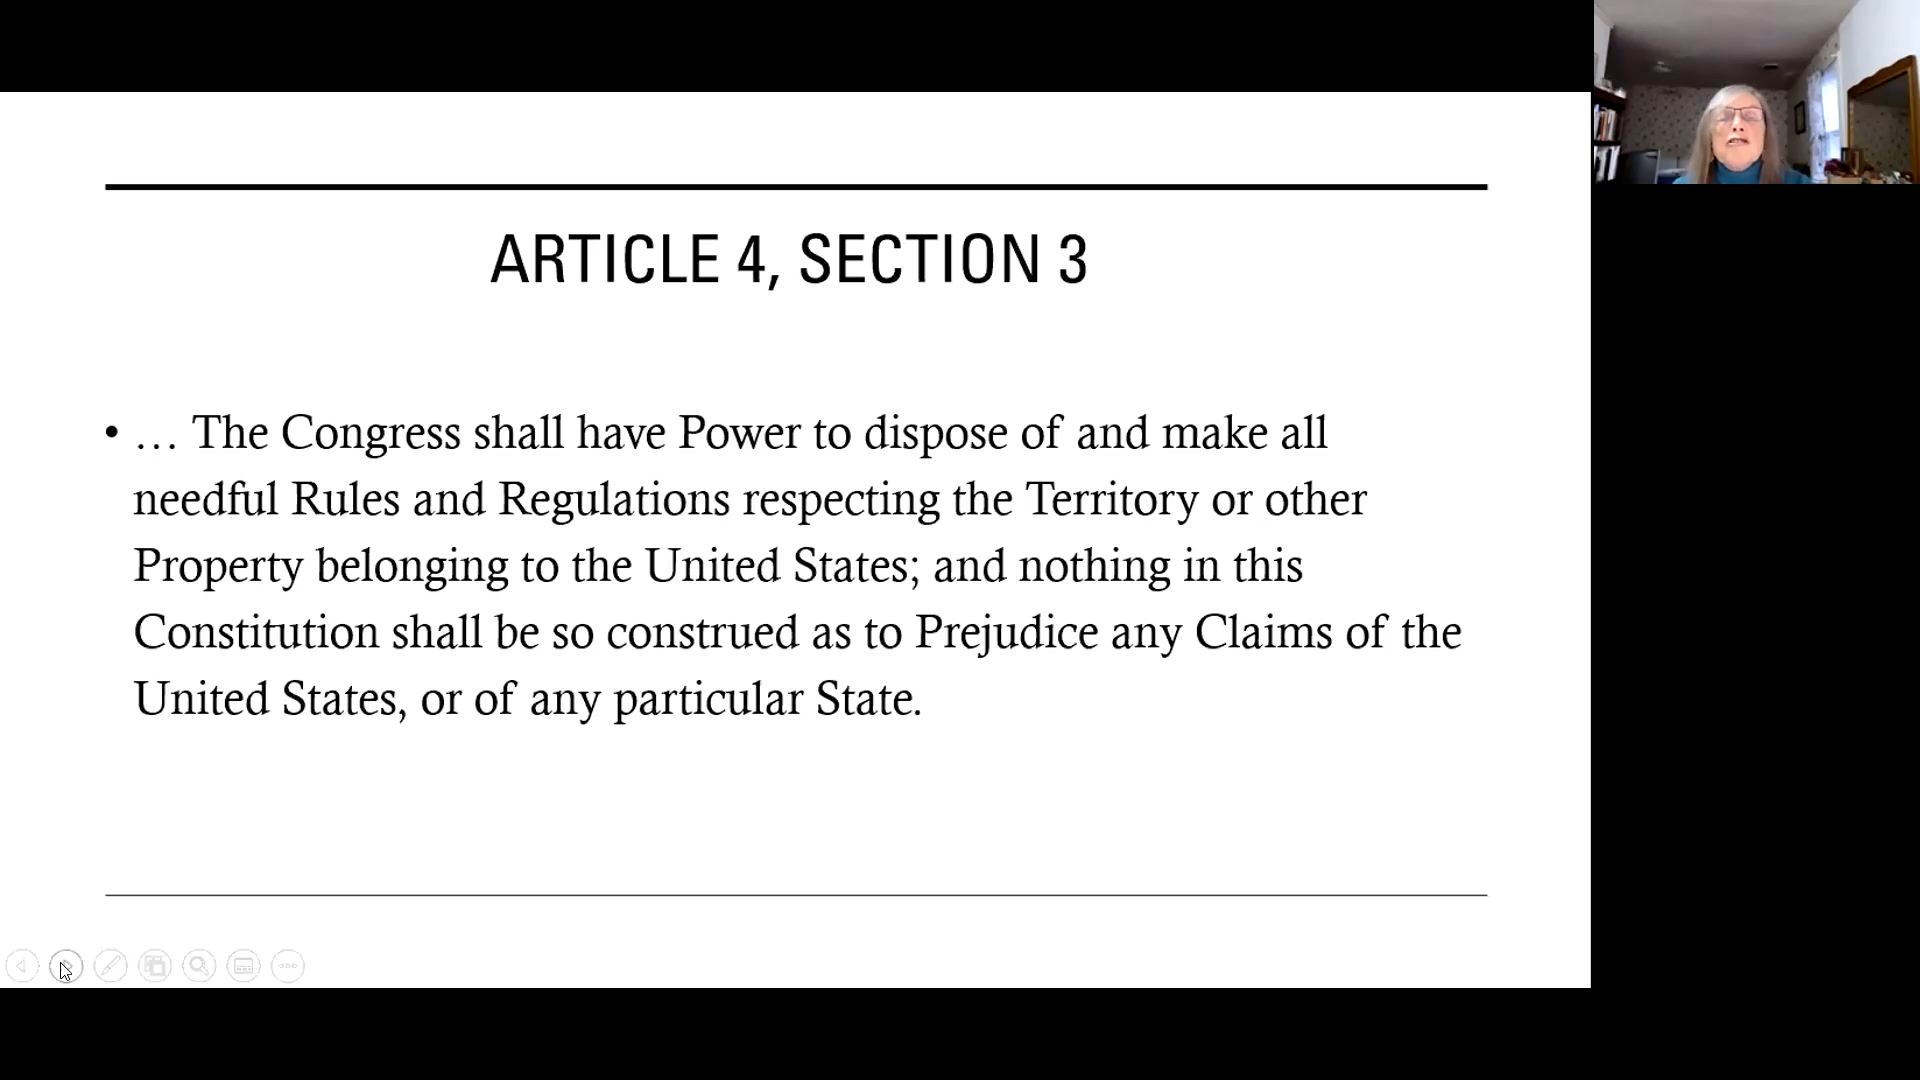 ARTICLE 4, SECTION 3
• … The Congress shall have Power to dispose of and make all
needful Rules and Regulations respecting the Territory or other
Property belonging to the United States; and nothing in this
Constitution shall be so construed as to Prejudice any Claims of the
United States, or of any particular State.